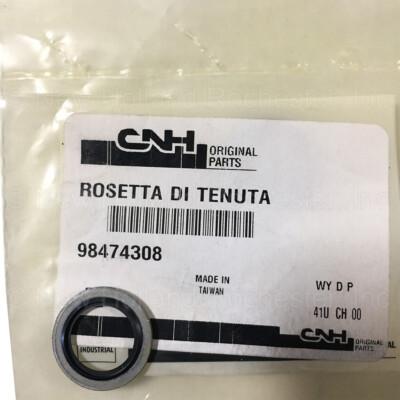 CNH
ORIGINAL
PARTS
ROSETTA DI TENUTA
98474308
MADE IN
TAIWAN
WY D P
41U CH 00
CNH
INDUSTRIAL